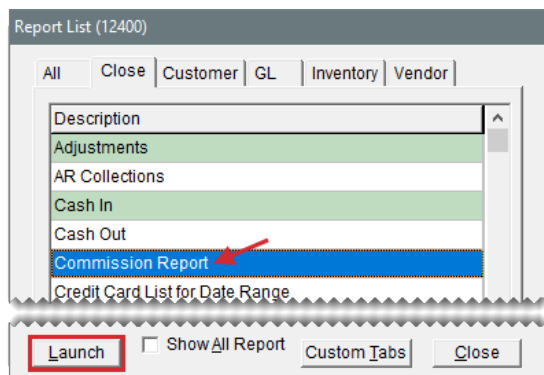 Report List (12400)
All Close Customer GL Inventory Vendor
Description
Adjustments
AR Collections
Cash In
Cash Out
Commission Report
Credit Card List for Date Range
Launch Show All Report Custom Tabs Close